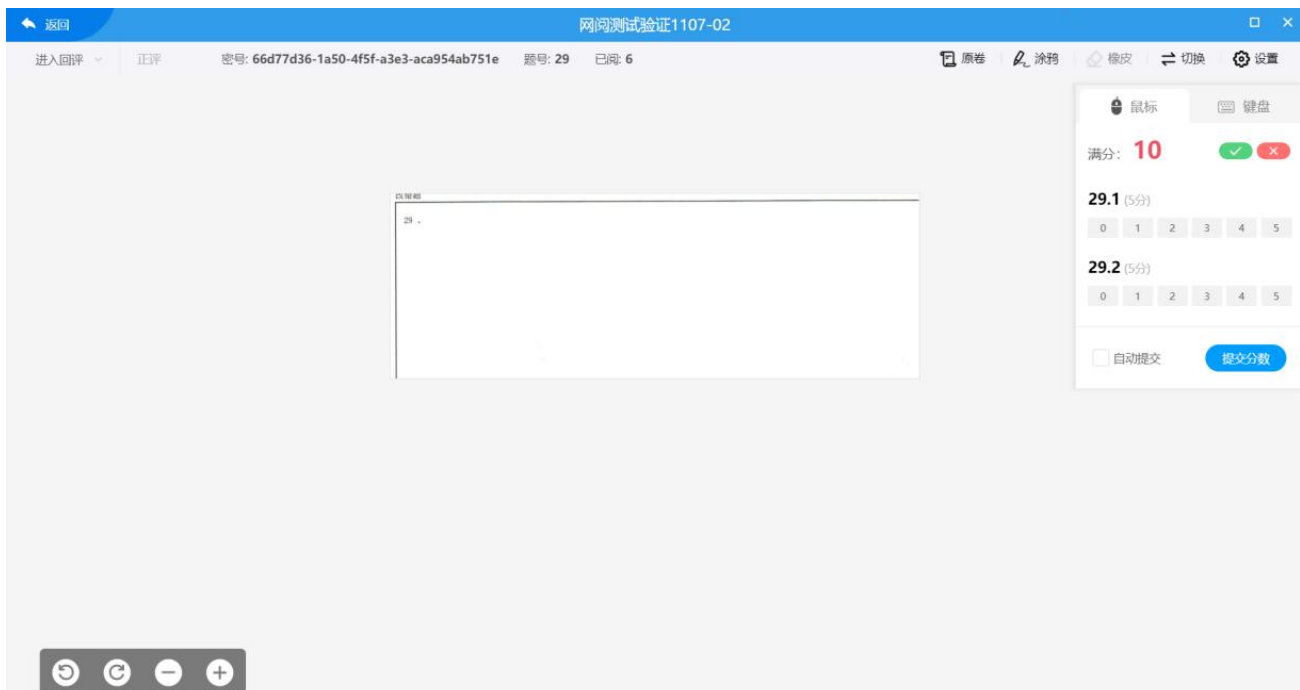 返回
网阅测试验证1107-02
进入回评 正评 密号: 66d77d36-1a50-4f5f-a3e3-aca954ab751e 题号: 29 已阅: 6 原卷 涂鸦 橡皮 切换 设置
鼠标 键盘
满分: 10
29.1 (5分)
0 1 2 3 4 5
29.2 (5分)
0 1 2 3 4 5
自动提交 提交分数
29 .